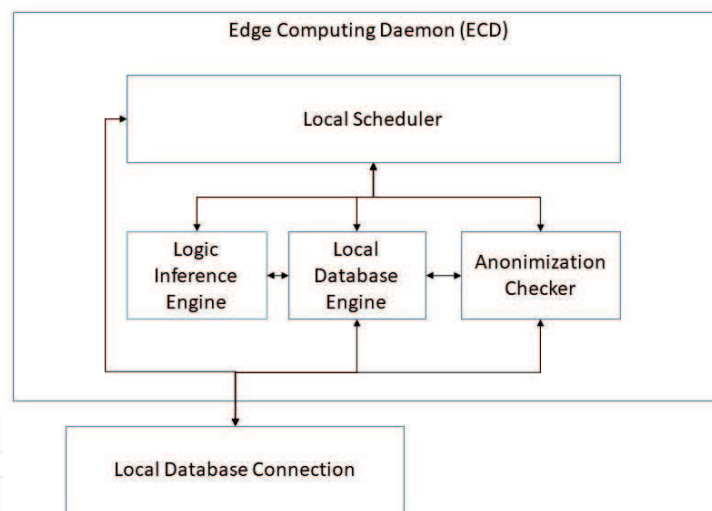 Edge Computing Daemon (ECD)
Local Scheduler
Logic
Inference
Engine
Local
Database
Engine
Anonimization
Checker
Local Database Connection